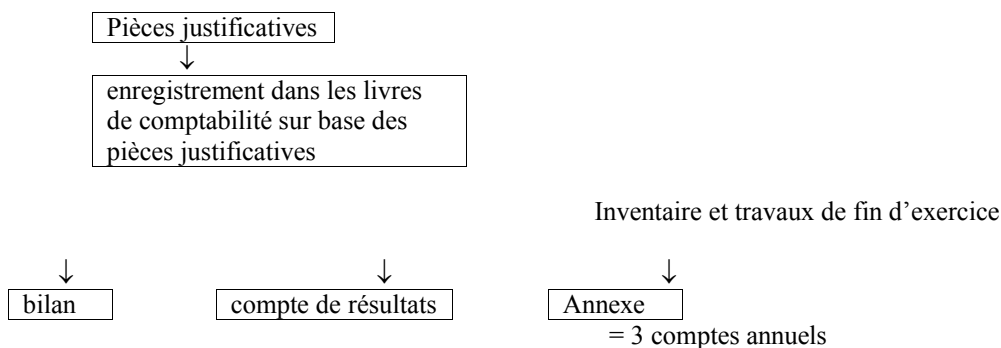 Pièces justificatives
↓
enregistrement dans les livres
de comptabilité sur base des
pièces justificatives
Inventaire et travaux de fin d’exercice
↓ ↓ ↓
bilan compte de résultats Annexe
= 3 comptes annuels